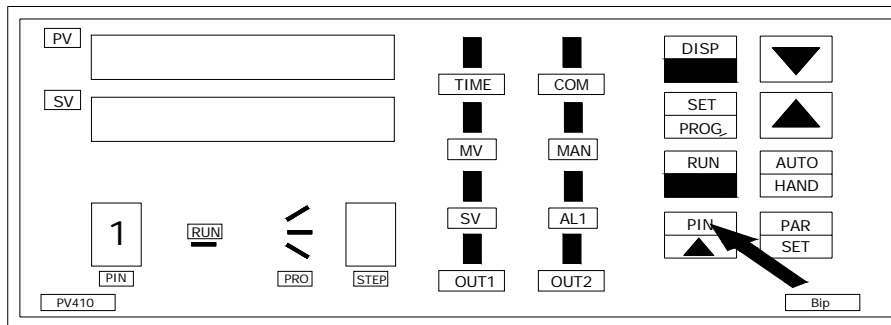 PV
SV
1
PIN
RUN
PRO
STEP
PV410
TIME
COM
MV
MAN
SV
AL1
OUT1
OUT2
DISP
SET
PROG
RUN
AUTO
HAND
PIN
PAR
SET
Bip